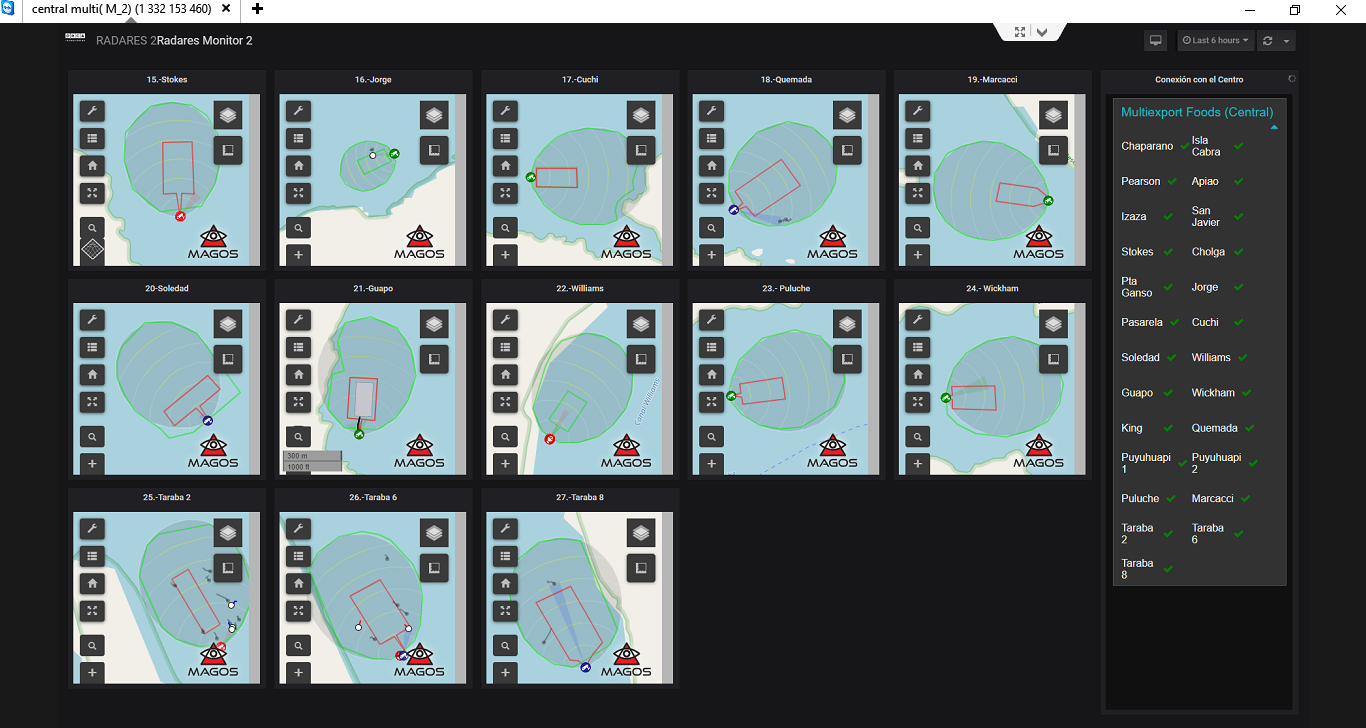 central multi( M_2) (1 332 153 460)
RADARES 2Radares Monitor 2
Last 6 hours
15.-Stokes
16.-Jorge
17.-Cuchi
18.-Quemada
19.-Marcacci
Conexión con el Centro
MAGOS
MAGOS
MAGOS
MAGOS
MAGOS
20-Soledad
21.-Guapo
22.-Williams
23.- Puluche
24.- Wickham
Canal Williams
300 m
1000 ft
MAGOS
MAGOS
MAGOS
MAGOS
MAGOS
25.-Taraba 2
26.-Taraba 6
27.-Taraba 8
MAGOS
MAGOS
MAGOS
Multiexport Foods (Central)
Chaparano
Isla
Cabra
Pearson
Apiao
Izaza
San
Javier
Stokes
Cholga
Pta
Ganso
Jorge
Pasarela
Cuchi
Soledad
Williams
Guapo
Wickham
King
Quemada
Puyuhuapi
1
Puyuhuapi
2
Puluche
Marcacci
Taraba
2
Taraba
6
Taraba
8